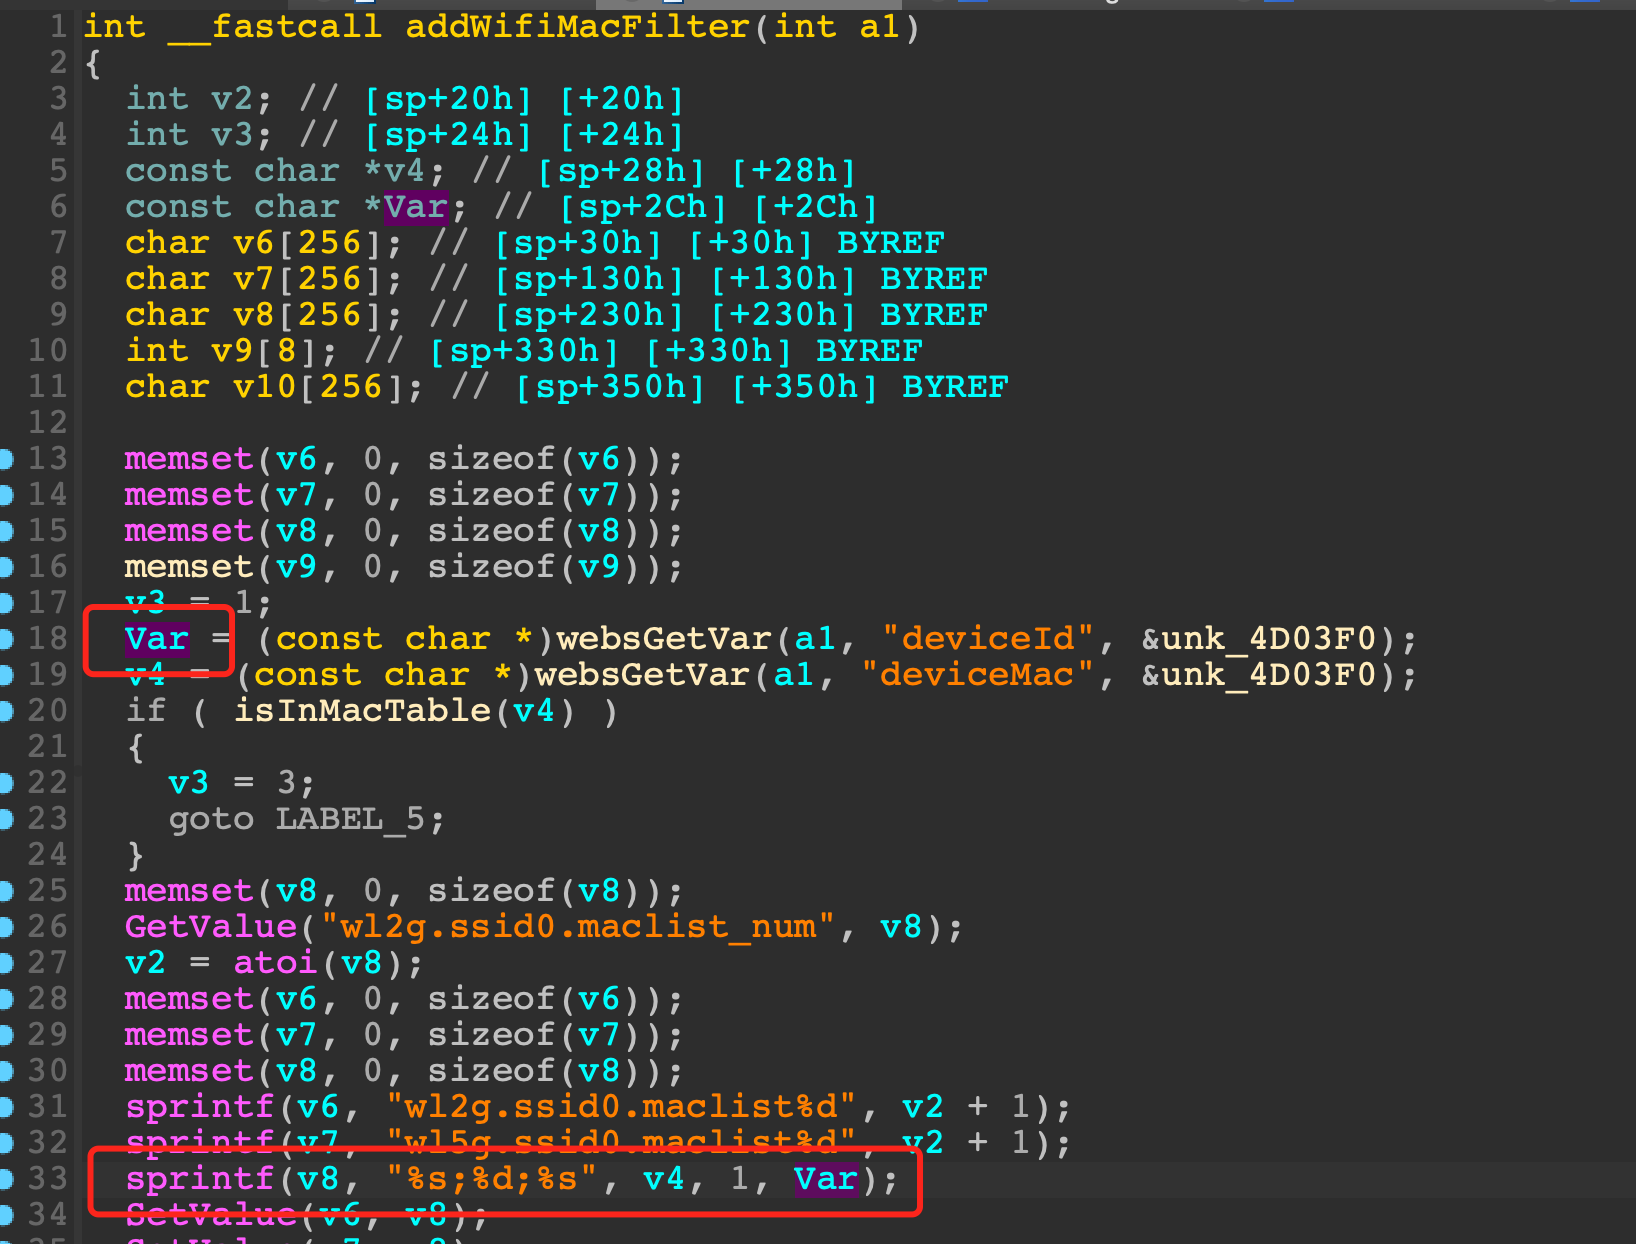 1 int __fastcall addWifiMacFilter(int a1)
2 {
3 int v2; // [sp+20h] [+20h]
4 int v3; // [sp+24h] [+24h]
5 const char *v4; // [sp+28h] [+28h]
6 const char *Var; // [sp+2Ch] [+2Ch]
7 char v6[256]; // [sp+30h] [+30h] BYREF
8 char v7[256]; // [sp+130h] [+130h] BYREF
9 char v8[256]; // [sp+230h] [+230h] BYREF
10 int v9[8]; // [sp+330h] [+330h] BYREF
11 char v10[256]; // [sp+350h] [+350h] BYREF
12
13 memset(v6, 0, sizeof(v6));
14 memset(v7, 0, sizeof(v7));
15 memset(v8, 0, sizeof(v8));
16 memset(v9, 0, sizeof(v9));
17 v3 = 1;
18 Var = (const char *)websGetVar(a1, "deviceId", &unk_4D03F0);
19 v4 = (const char *)websGetVar(a1, "deviceMac", &unk_4D03F0);
20 if ( isInMacTable(v4) )
21 {
22 v3 = 3;
23 goto LABEL_5;
24 }
25 memset(v8, 0, sizeof(v8));
26 GetValue("wl2g.ssid0.maclist_num", v8);
27 v2 = atoi(v8);
28 memset(v6, 0, sizeof(v6));
29 memset(v7, 0, sizeof(v7));
30 memset(v8, 0, sizeof(v8));
31 sprintf(v6, "wl2g.ssid0.maclist%d", v2 + 1);
32 sprintf(v7, "wl5g.ssid0.maclist%d", v2 + 1);
33 sprintf(v8, "%s;%d;%s", v4, 1, Var);
34 SetValue(v6, v8);